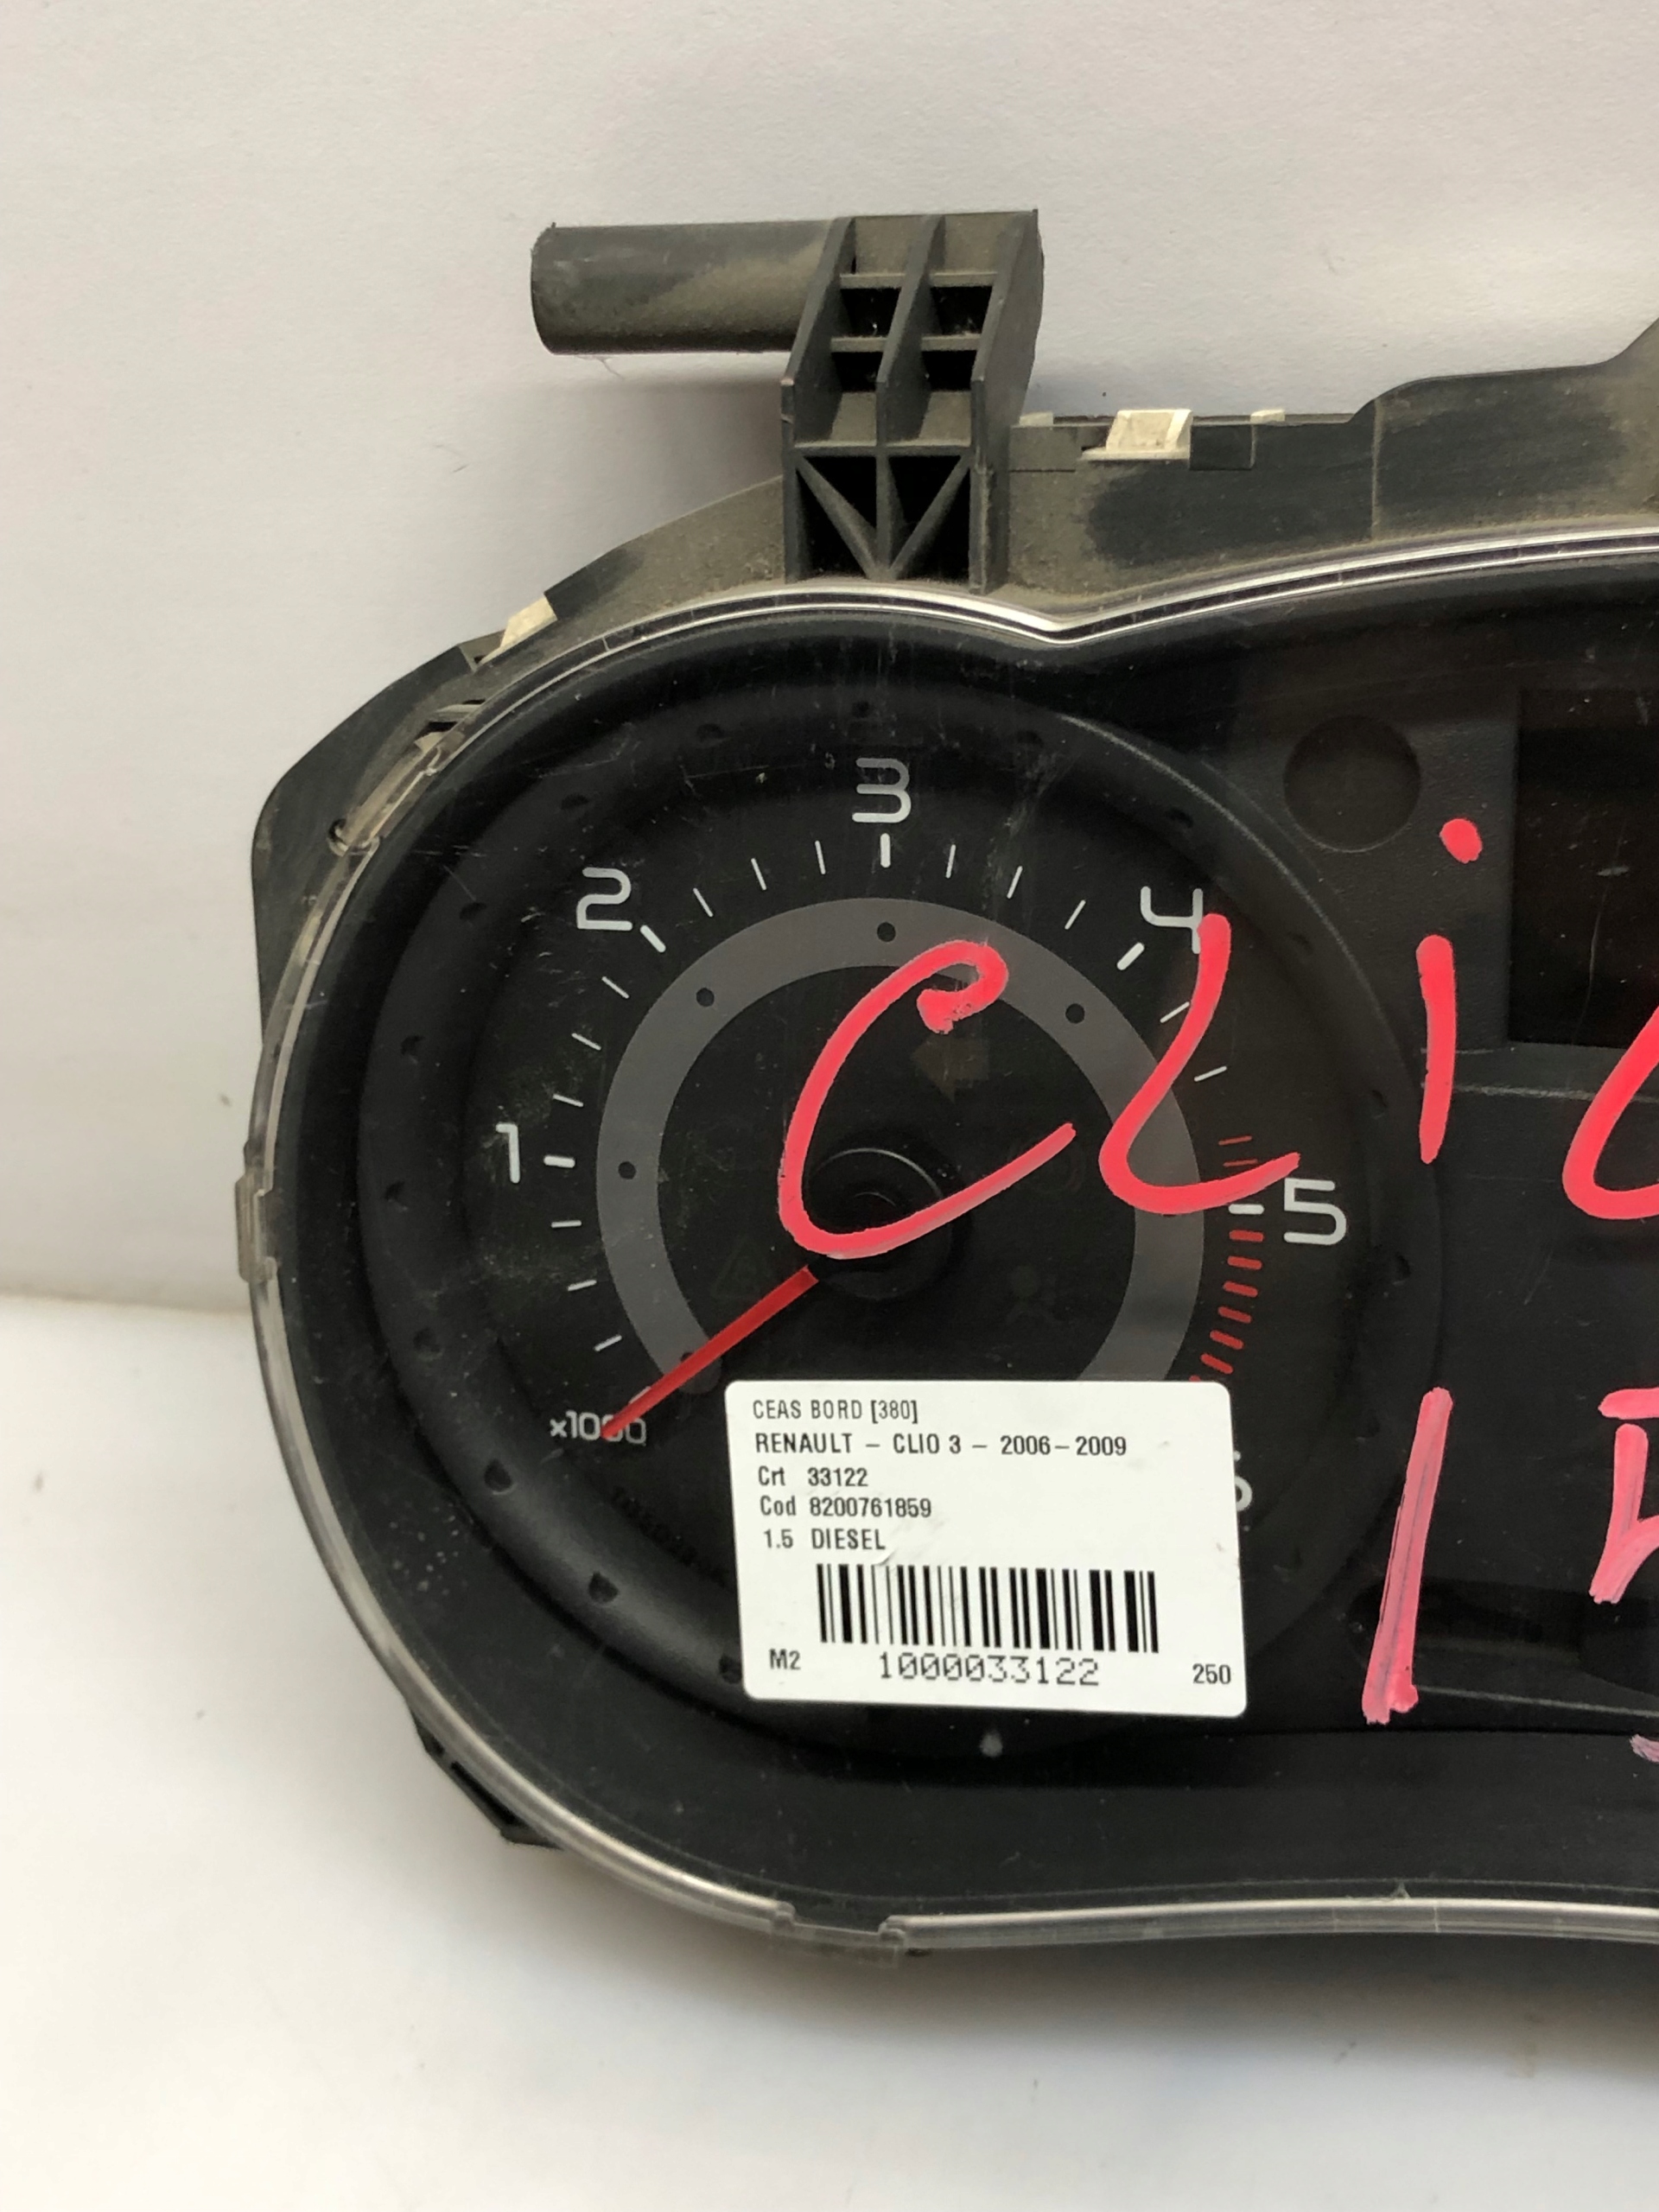 3
2
4
1
5
x1000
CLi
CEAS BORD [380]
RENAULT - CLIO 3 - 2006-2009
Crt 33122
Cod 8200761859
1.5 DIESEL
M2 1000033122 250